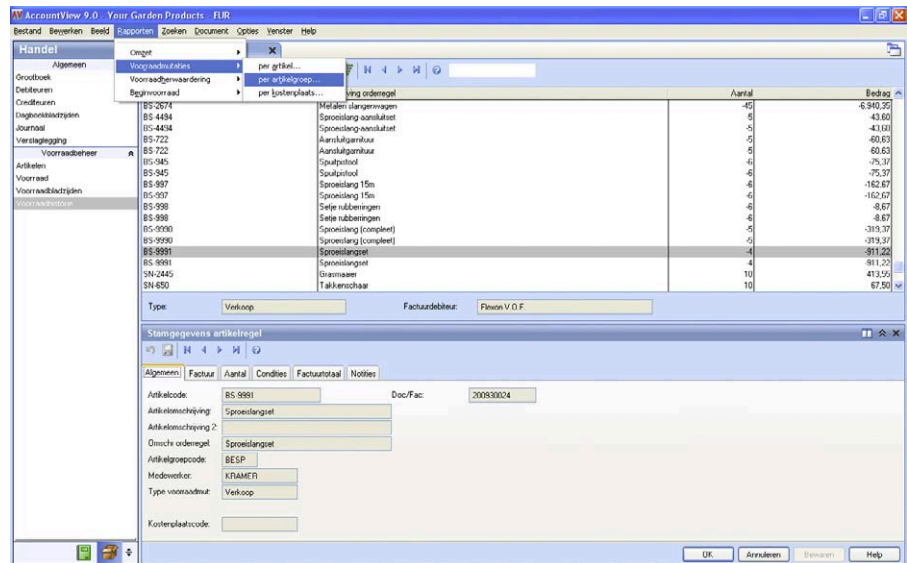 AccountView 9.0 - Your Garden Products - EUR
Bestand Bewerken Beeld Rapporten Zoeken Document Opties Venster Help
Handel
Algemeen
Grootboek
Debiteuren
Crediteuren
Dagboekbladzijden
Journaal
Verslaglegging
Voorraadbeheer
Artikelen
Voorraad
Voorraadbladzijden
Voorraadhistorie
Omzet
Voorraadmutaties
Voorraadherwaardering
Beginvoorraad
per artikel...
per artikelgroep...
per kostenplaats...
ving orderregel Aantal Bedrag
BS-2674 Metalen slangenwagen -45 -6.940,35
BS-4494 Sproeislang-aansluitset -5 -43,60
BS-4494 Sproeislang-aansluitset -5 -43,60
BS-722 Aansluitgarnituur -5 -60,63
BS-722 Aansluitgarnituur 5 60,63
BS-945 Spuitpistool -6 -75,37
BS-945 Spuitpistool -6 -75,37
BS-997 Sproeislang 15m -6 -162,67
BS-997 Sproeislang 15m -6 -162,67
BS-998 Setje rubberringen -6 -8,67
BS-998 Setje rubberringen -6 -8,67
BS-9990 Sproeislang (compleet) -5 -319,37
BS-9990 Sproeislang (compleet) -5 -319,37
BS-9991 Sproeislangset -4 -911,22
BS-9991 Sproeislangset -4 -911,22
SN-2445 Grasmaaier 10 413,55
SN-650 Takkenschaar 10 67,50
Type: Verkoop Factuurdebiteur: Flexon V.O.F.
Stamgegevens artikelregel
Algemeen Factuur Aantal Condities Factuurtotaal Notities
Artikelcode: BS-9991 Doc/Fac: 200930024
Artikelomschrijving: Sproeislangset
Artikelomschrijving 2:
Omschr orderregel: Sproeislangset
Artikelgroepcode: BESP
Medewerker: KRAMER
Type voorraadmut: Verkoop
Kostenplaatscode:
OK Annuleren Bewaren Help